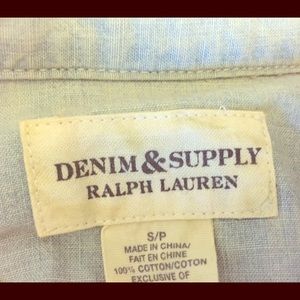 DENIM & SUPPLY
RALPH LAUREN
S/P
MADE IN CHINA/
FAIT EN CHINE
100% COTTON/COTON
EXCLUSIVE OF